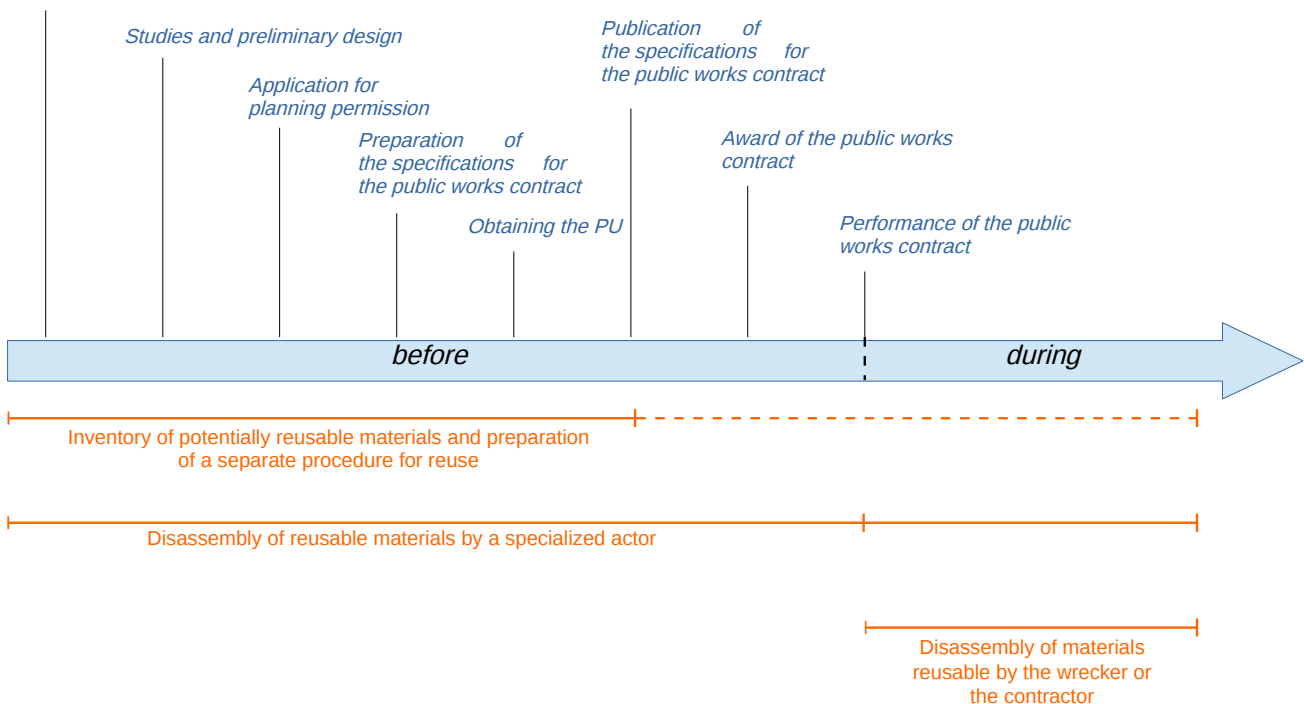 Studies and preliminary design
Publication of
the specifications for
the public works contract
Application for
planning permission
Preparation of
the specifications for
the public works contract
Award of the public works
contract
Obtaining the PU
Performance of the public
works contract
before
during
Inventory of potentially reusable materials and preparation
of a separate procedure for reuse
Disassembly of reusable materials by a specialized actor
Disassembly of materials
reusable by the wrecker or
the contractor